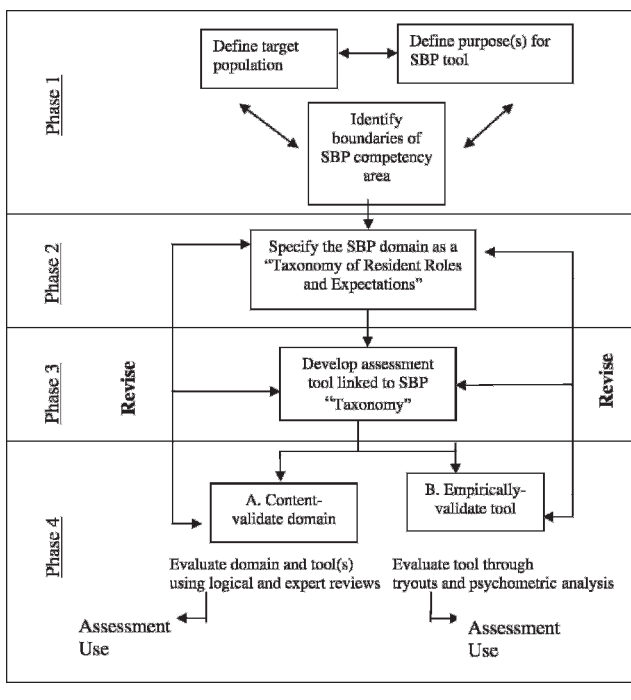 Phase 1
Define target
population
Define purpose(s) for
SBP tool
Identify
boundaries of
SBP competency
area
Phase 2
Specify the SBP domain as a
“Taxonomy of Resident Roles
and Expectations”
Phase 3
Revise
Develop assessment
tool linked to SBP
“Taxonomy”
Revise
Phase 4
A. Content-
validate domain
B. Empirically-
validate tool
Evaluate domain and tool(s)
using logical and expert reviews
Evaluate tool through
tryouts and psychometric analysis
Assessment
Use
Assessment
Use